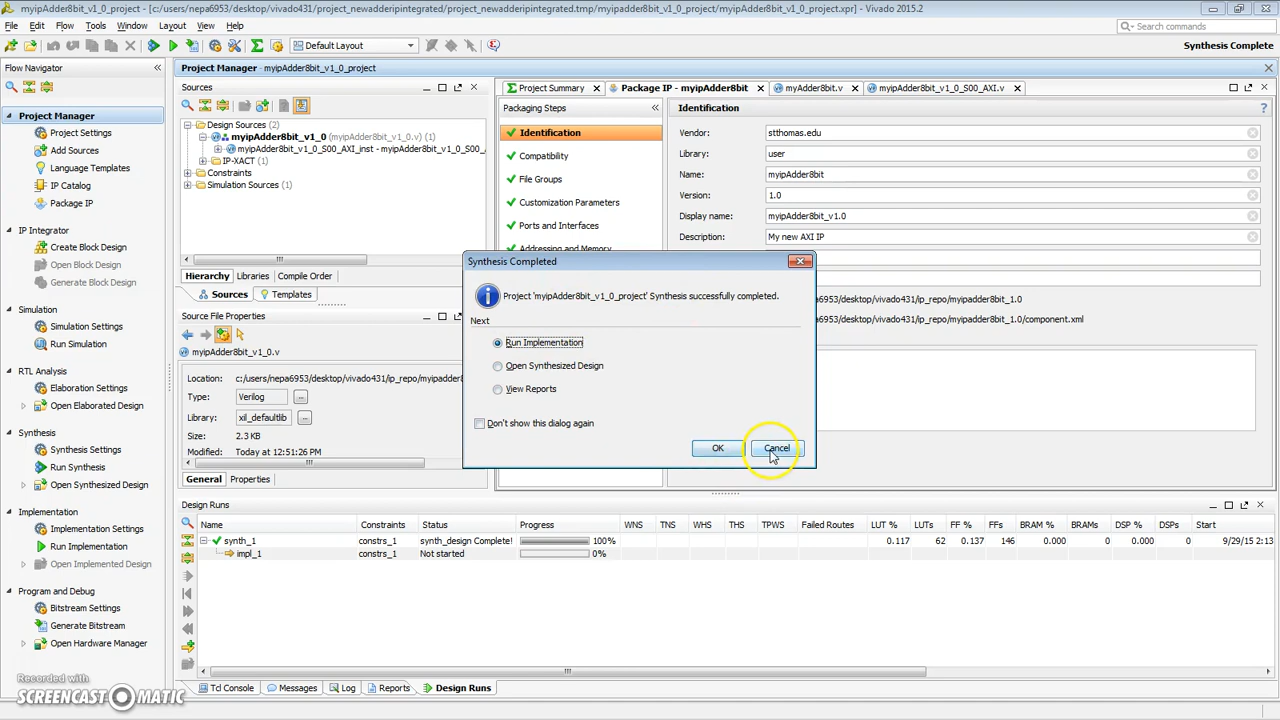 myipAdder8bit_v1_0_project - [c:/users/nepa6953/desktop/vivado431/project_newadderipintegrated/project_newadderipintegrated.tmp/myipadder8bit_v1_0_project/myipAdder8bit_v1_0_project.xpr] - Vivado 2015.2
File Edit Flow Tools Window Layout View Help
Search commands
Default Layout
Synthesis Complete
Flow Navigator
Project Manager - myipAdder8bit_v1_0_project
Project Manager
Project Settings
Add Sources
Language Templates
IP Catalog
Package IP
IP Integrator
Create Block Design
Open Block Design
Generate Block Design
Simulation
Simulation Settings
Run Simulation
RTL Analysis
Elaboration Settings
Open Elaborated Design
Synthesis
Synthesis Settings
Run Synthesis
Open Synthesized Design
Implementation
Implementation Settings
Run Implementation
Open Implemented Design
Program and Debug
Bitstream Settings
Generate Bitstream
Open Hardware Manager
Sources
Design Sources (2)
myipAdder8bit_v1_0 (myipAdder8bit_v1_0.v) (1)
myipAdder8bit_v1_0_S00_AXI_inst - myipAdder8bit_v1_0_S00_A
IP-XACT (1)
Constraints
Simulation Sources (1)
Hierarchy Libraries Compile Order
Sources Templates
Source File Properties
myipAdder8bit_v1_0.v
Location: c:/users/nepa6953/desktop/vivado431/ip_repo/myipadder8
Type: Verilog ...
Library: xil_defaultlib ...
Size: 2.3 KB
Modified: Today at 12:51:26 PM
General Properties
Project Summary Package IP - myipAdder8bit myAdder8bit.v myipAdder8bit_v1_0_S00_AXI.v
Packaging Steps
Identification
Compatibility
File Groups
Customization Parameters
Ports and Interfaces
Addressing and Memory
Identification
Vendor: stthomas.edu
Library: user
Name: myipAdder8bit
Version: 1.0
Display name: myipAdder8bit_v1.0
Description: My new AXI IP
pa6953/desktop/vivado431/ip_repo/myipadder8bit_1.0
pa6953/desktop/vivado431/ip_repo/myipadder8bit_1.0/component.xml
Synthesis Completed
Project 'myipAdder8bit_v1_0_project' Synthesis successfully completed.
Next
Run Implementation
Open Synthesized Design
View Reports
Don't show this dialog again
OK Cancel
Design Runs
Name Constraints Status Progress WNS TNS WHS THS TPWS Failed Routes LUT % LUTs FF % FFs BRAM % BRAMs DSP % DSPs Start
synth_1 constrs_1 synth_design Complete! 100% 0.117 62 0.137 146 0.000 0 0.000 0 9/29/15 2:13
impl_1 constrs_1 Not started 0%
Tcl Console Messages Log Reports Design Runs
Recorded with
SCREENCAST-O-MATIC